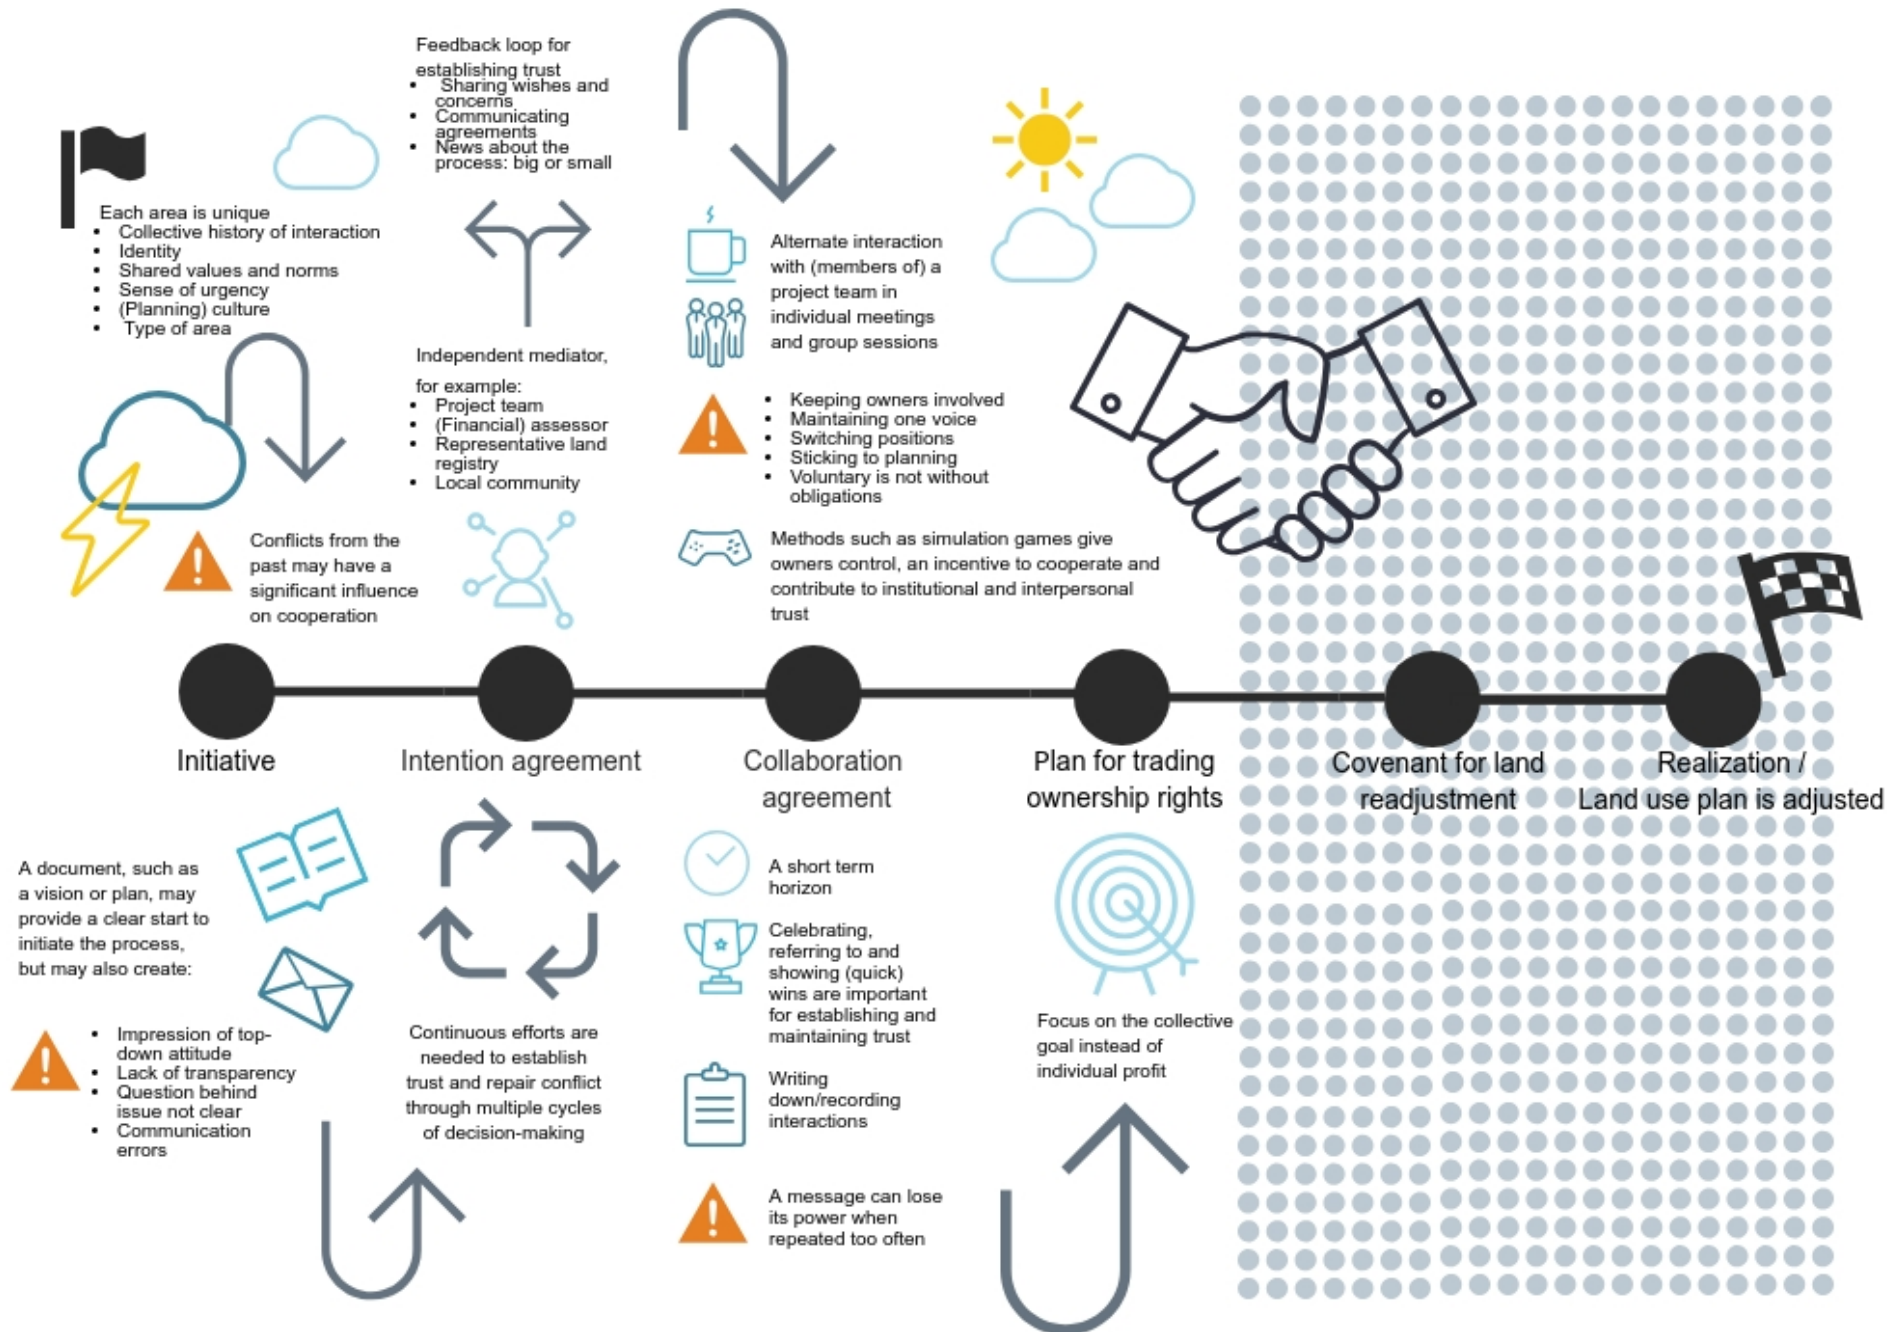 Feedback loop for
establishing trust
• Sharing wishes and
concerns
• Communicating
agreements
• News about the
process: big or small
Each area is unique
• Collective history of interaction
• Identity
• Shared values and norms
• Sense of urgency
• (Planning) culture
• Type of area
Conflicts from the
past may have a
significant influence
on cooperation
Independent mediator,
for example:
• Project team
• (Financial) assessor
• Representative land
registry
• Local community
Alternate interaction
with (members of) a
project team in
individual meetings
and group sessions
• Keeping owners involved
• Maintaining one voice
• Switching positions
• Sticking to planning
• Voluntary is not without
obligations
Methods such as simulation games give
owners control, an incentive to cooperate and
contribute to institutional and interpersonal
trust
Initiative
Intention agreement
Collaboration
agreement
Plan for trading
ownership rights
Covenant for land
readjustment
Realization /
Land use plan is adjusted
A document, such as
a vision or plan, may
provide a clear start to
initiate the process,
but may also create:
• Impression of top-
down attitude
• Lack of transparency
• Question behind
issue not clear
• Communication
errors
Continuous efforts are
needed to establish
trust and repair conflict
through multiple cycles
of decision-making
A short term
horizon
Celebrating,
referring to and
showing (quick)
wins are important
for establishing and
maintaining trust
Writing
down/recording
interactions
A message can lose
its power when
repeated too often
Focus on the collective
goal instead of
individual profit